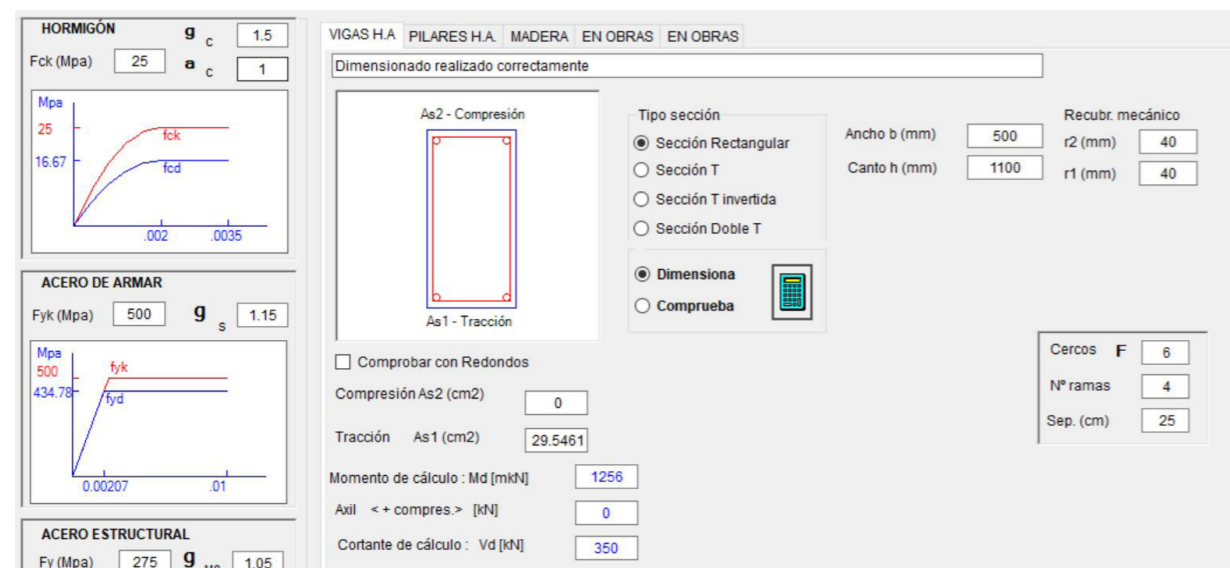 HORMIGÓN
g c 1.5
Fck (Mpa) 25 a c 1
Mpa
25
fck
16.67
fcd
.002 .0035
ACERO DE ARMAR
Fyk (Mpa) 500 g s 1.15
Mpa
500
fyk
434.78
fyd
0.00207 .01
ACERO ESTRUCTURAL
Fy (Mpa) 275 g M0 1.05
VIGAS H.A PILARES H.A. MADERA EN OBRAS EN OBRAS
Dimensionado realizado correctamente
As2 - Compresión
As1 - Tracción
Tipo sección
Sección Rectangular
Sección T
Sección T invertida
Sección Doble T
Dimensiona
Comprueba
Ancho b (mm) 500
Canto h (mm) 1100
Recubr. mecánico
r2 (mm) 40
r1 (mm) 40
Comprobar con Redondos
Compresión As2 (cm2) 0
Tracción As1 (cm2) 29.5461
Momento de cálculo : Md [mkN] 1256
Axil < + compres.> [kN] 0
Cortante de cálculo : Vd [kN] 350
Cercos F 6
Nº ramas 4
Sep. (cm) 25